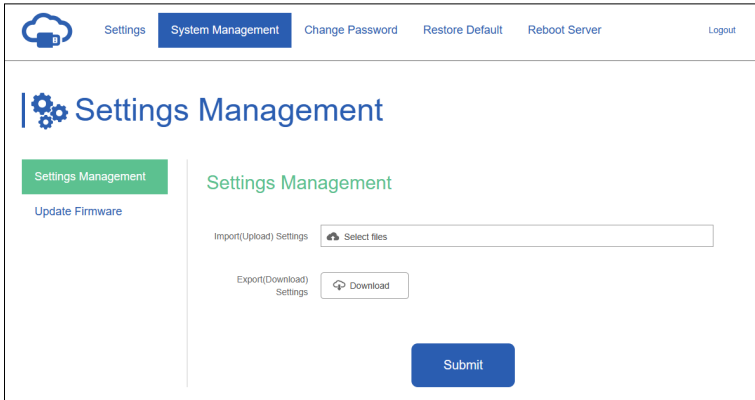 Settings System Management Change Password Restore Default Reboot Server Logout
Settings Management
Settings Management
Update Firmware
Settings Management
Import(Upload) Settings Select files
Export(Download)
Settings
Download
Submit